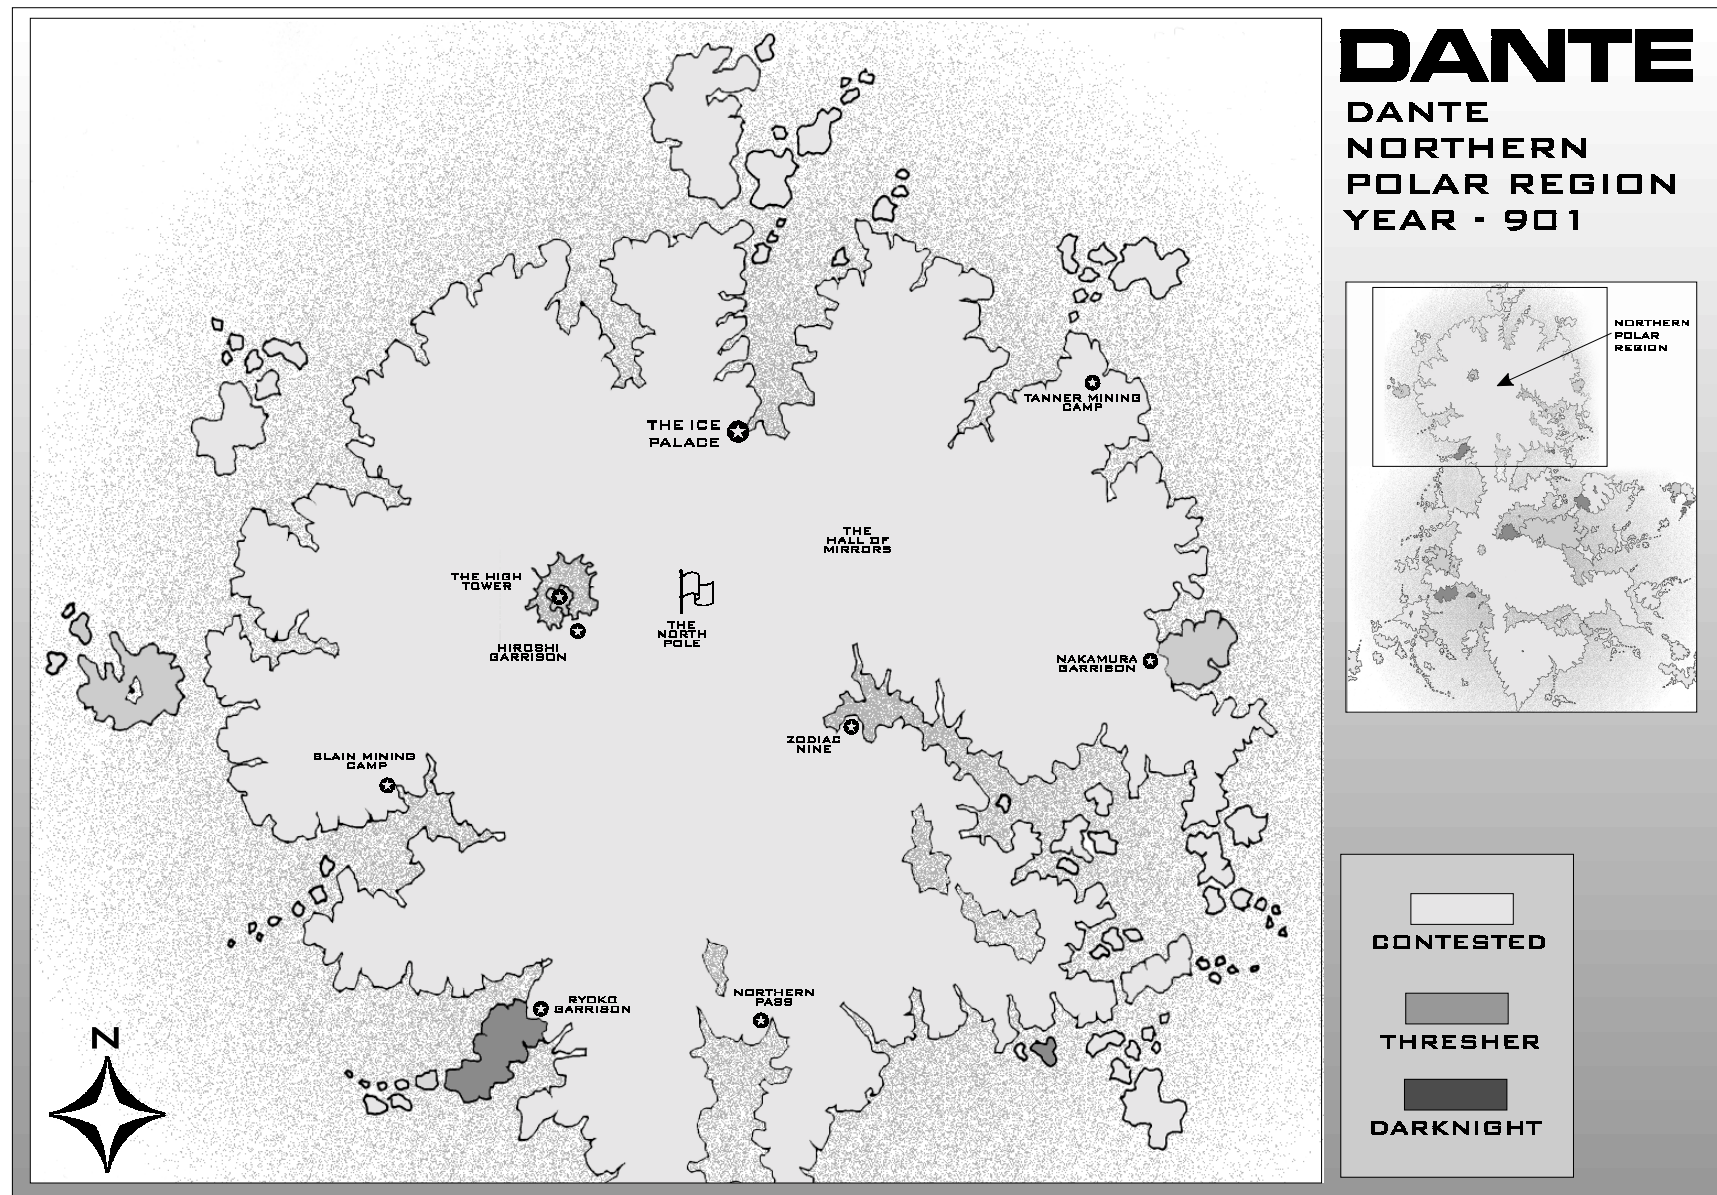 DANTE
DANTE
NORTHERN
POLAR REGION
YEAR - 901
NORTHERN
POLAR
REGION
THE ICE
PALACE
TANNER MINING
CAMP
THE
HALL OF
MIRRORS
THE HIGH
TOWER
HIROSHI
GARRISON
THE
NORTH
POLE
NAKAMURA
GARRISON
ZODIAC
NINE
BLAIN MINING
CAMP
RYOKO
GARRISON
NORTHERN
PASS
N
CONTESTED
THRESHER
DARKNIGHT